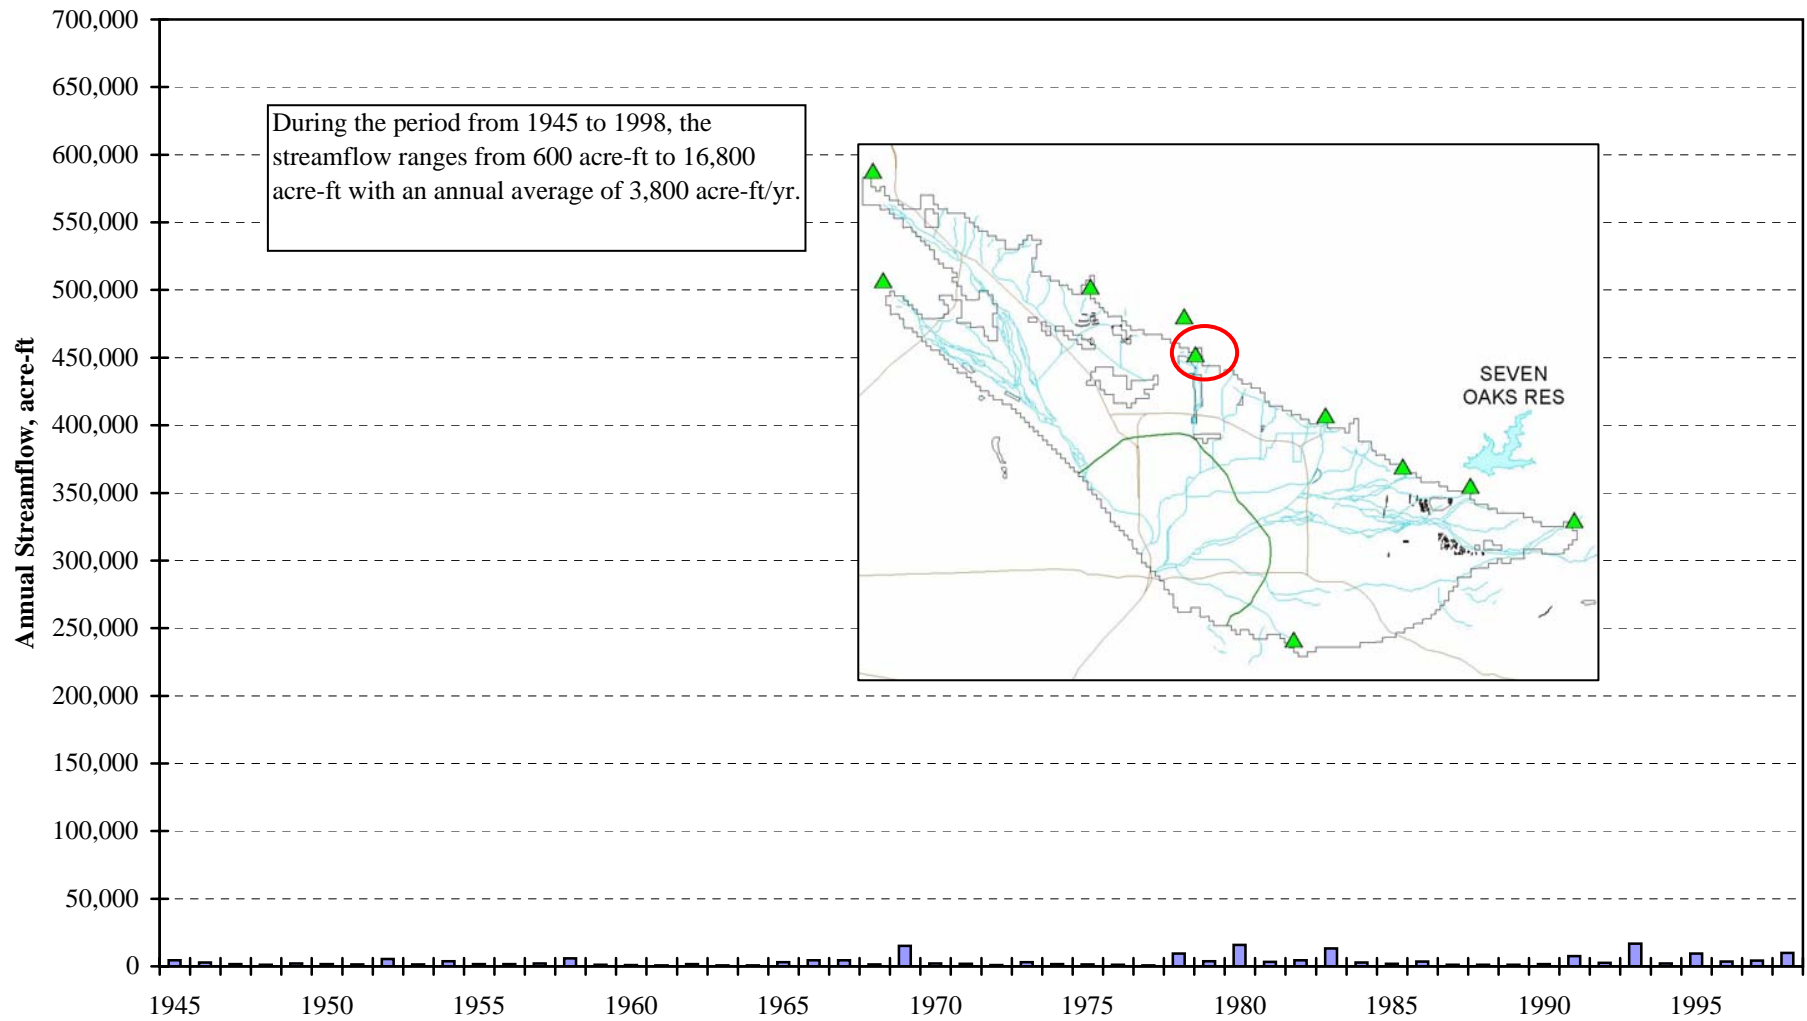 700,000
650,000
600,000
550,000
500,000
450,000
400,000
350,000
300,000
250,000
200,000
150,000
100,000
50,000
0
Annual Streamflow, acre-ft
During the period from 1945 to 1998, the
streamflow ranges from 600 acre-ft to 16,800
acre-ft with an annual average of 3,800 acre-ft/yr.
SEVEN
OAKS RES
1945 1950 1955 1960 1965 1970 1975 1980 1985 1990 1995